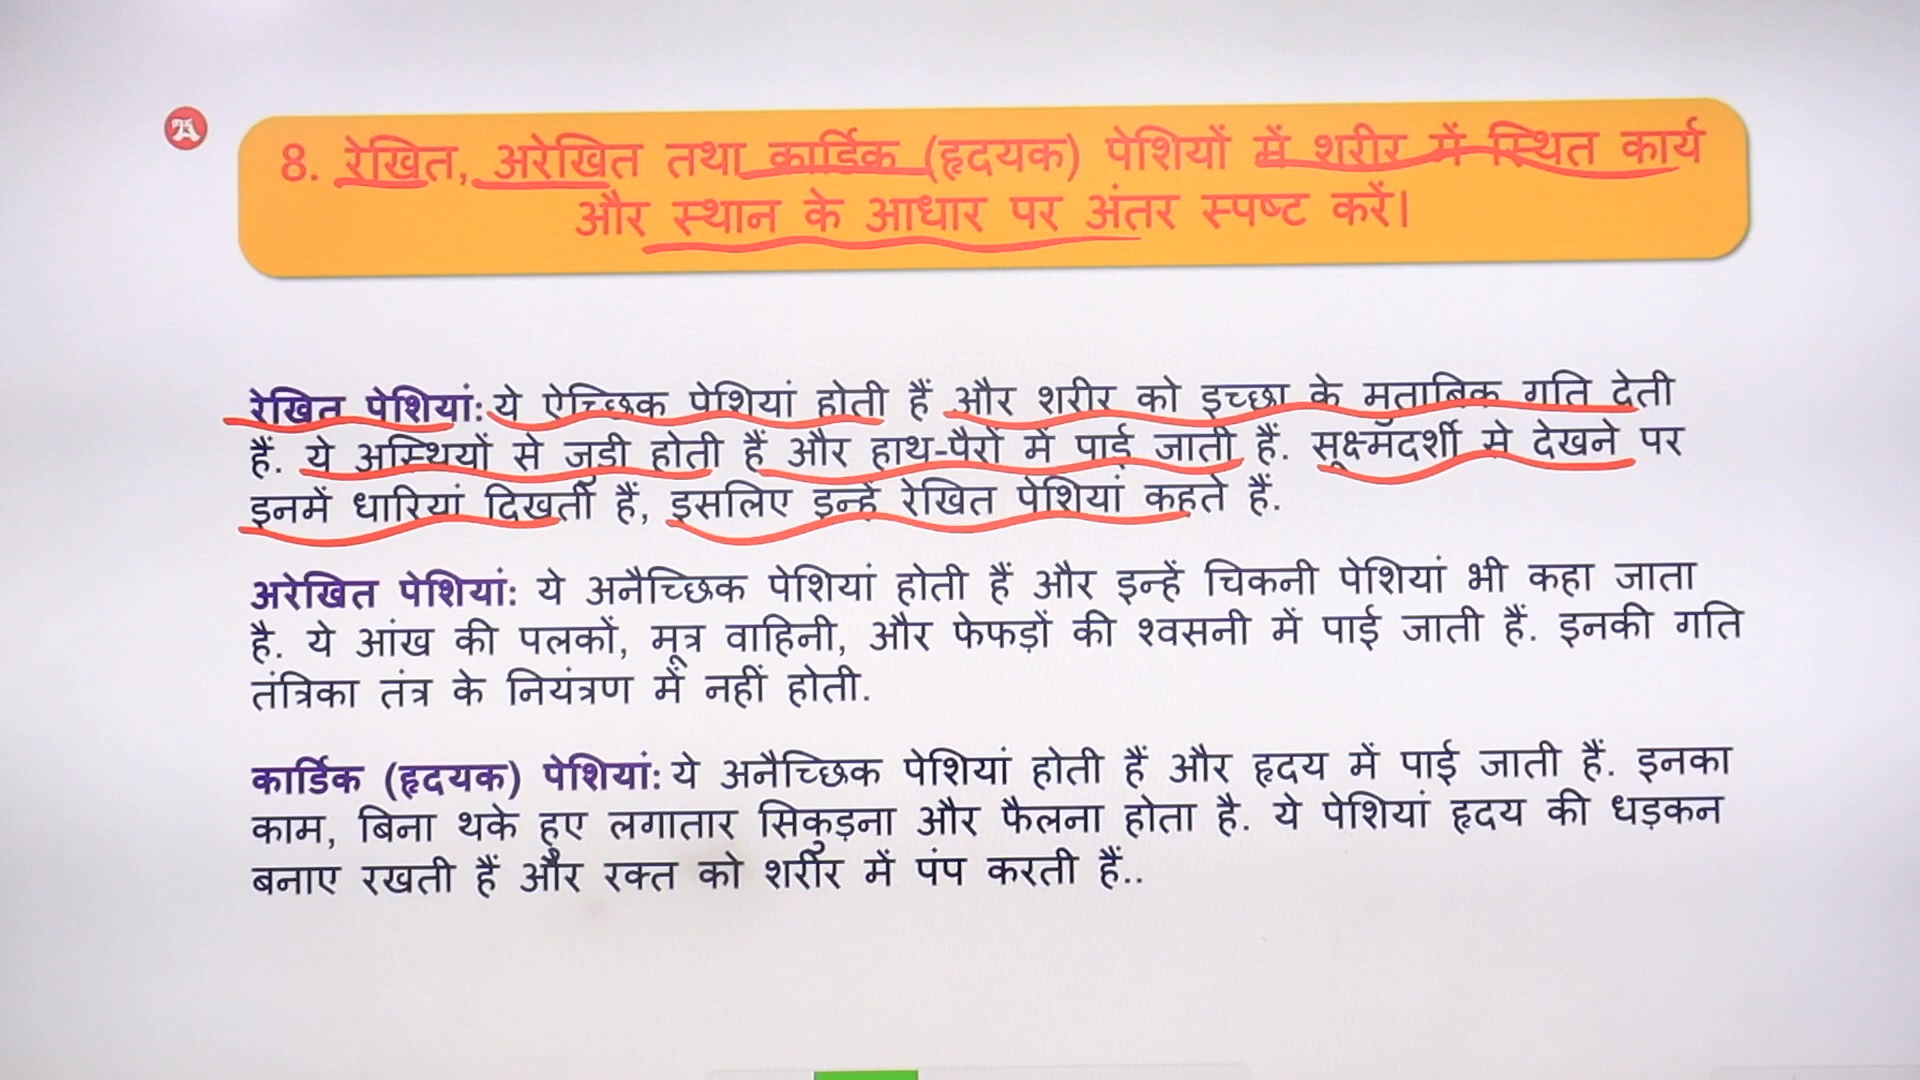 8. रेखित, अरेखित तथा कार्डिक (हृदयक) पेशियों में शरीर में स्थित कार्य
और स्थान के आधार पर अंतर स्पष्ट करें।
रेखित पेशियां: ये ऐच्छिक पेशियां होती हैं और शरीर को इच्छा के मुताबिक गति देती
हैं. ये अस्थियों से जुड़ी होती हैं और हाथ-पैरों में पाई जाती हैं. सूक्ष्मदर्शी से देखने पर
इनमें धारियां दिखती हैं, इसलिए इन्हें रेखित पेशियां कहते हैं.
अरेखित पेशियां: ये अनैच्छिक पेशियां होती हैं और इन्हें चिकनी पेशियां भी कहा जाता
है. ये आंख की पलकों, मूत्र वाहिनी, और फेफड़ों की श्वसनी में पाई जाती हैं. इनकी गति
तंत्रिका तंत्र के नियंत्रण में नहीं होती.
कार्डिक (हृदयक) पेशियां: ये अनैच्छिक पेशियां होती हैं और हृदय में पाई जाती हैं. इनका
काम, बिना थके हुए लगातार सिकुड़ना और फैलना होता है. ये पेशियां हृदय की धड़कन
बनाए रखती हैं और रक्त को शरीर में पंप करती हैं..